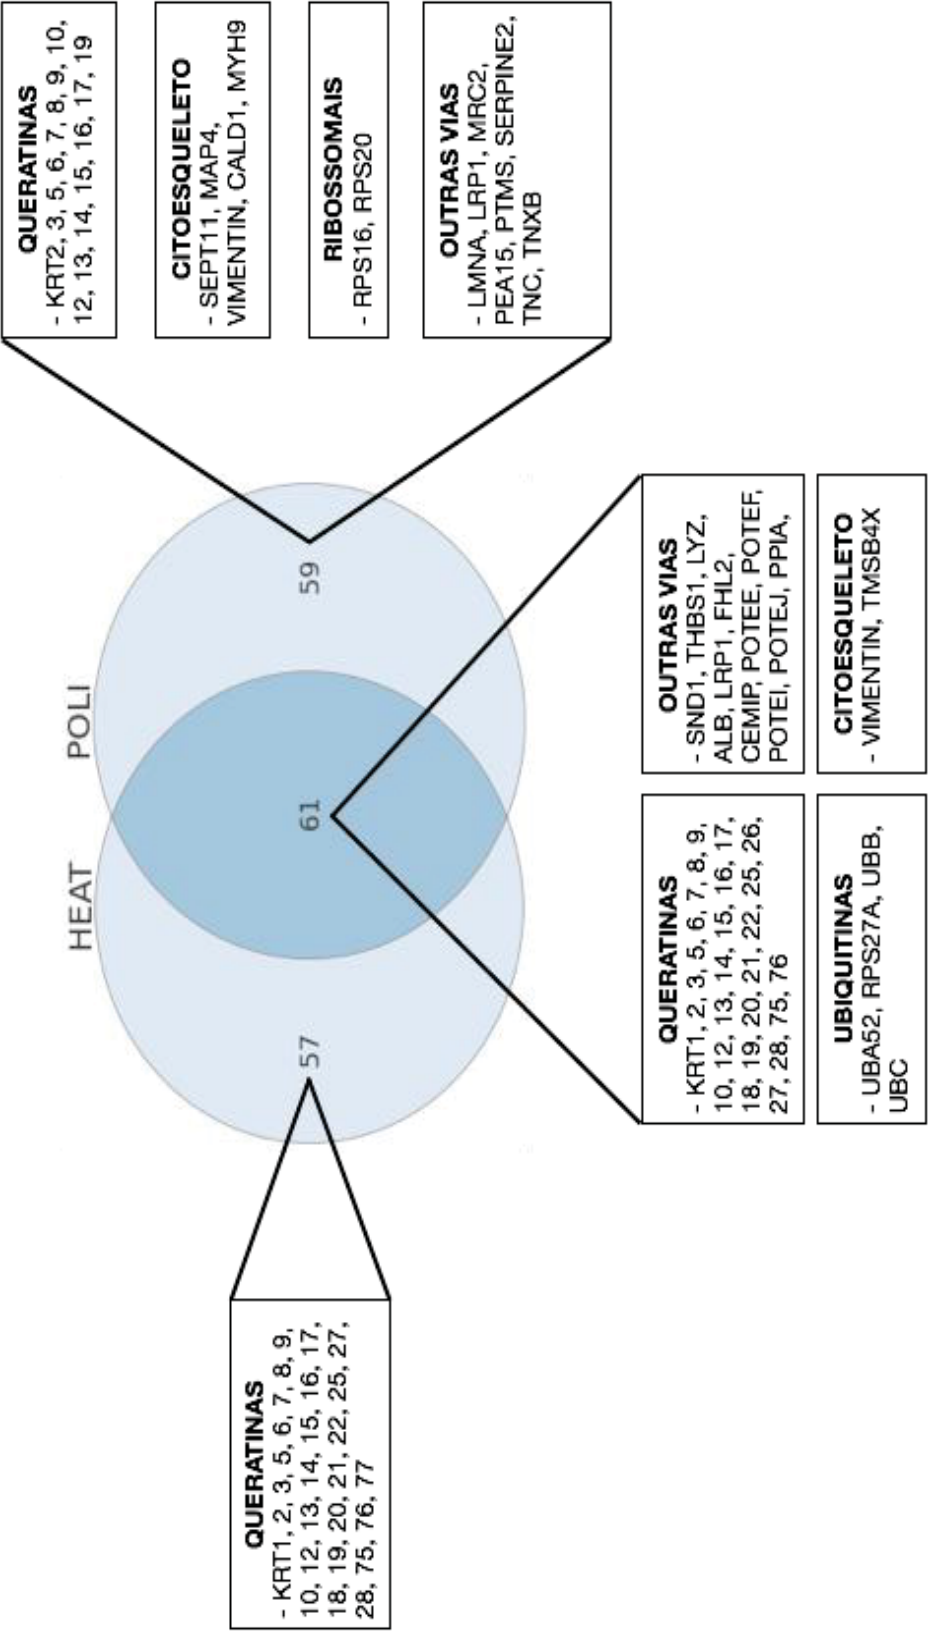 HEAT
POLI
57
61
59
QUERATINAS
- KRT1, 2, 3, 5, 6, 7, 8, 9,
10, 12, 13, 14, 15, 16, 17,
18, 19, 20, 21, 22, 25, 27,
28, 75, 76, 77
QUERATINAS
- KRT2, 3, 5, 6, 7, 8, 9, 10,
12, 13, 14, 15, 16, 17, 19
CITOESQUELETO
- SEPT11, MAP4,
VIMENTIN, CALD1, MYH9
RIBOSSOMAIS
- RPS16, RPS20
OUTRAS VIAS
- LMNA, LRP1, MRC2,
PEA15, PTMS, SERPINE2,
TNC, TNXB
QUERATINAS
- KRT1, 2, 3, 5, 6, 7, 8, 9,
10, 12, 13, 14, 15, 16, 17,
18, 19, 20, 21, 22, 25, 26,
27, 28, 75, 76
OUTRAS VIAS
- SND1, THBS1, LYZ,
ALB, LRP1, FHL2,
CEMIP, POTEE, POTEF,
POTEI, POTEJ, PPIA,
UBIQUITINAS
- UBA52, RPS27A, UBB,
UBC
CITOESQUELETO
- VIMENTIN, TMSB4X